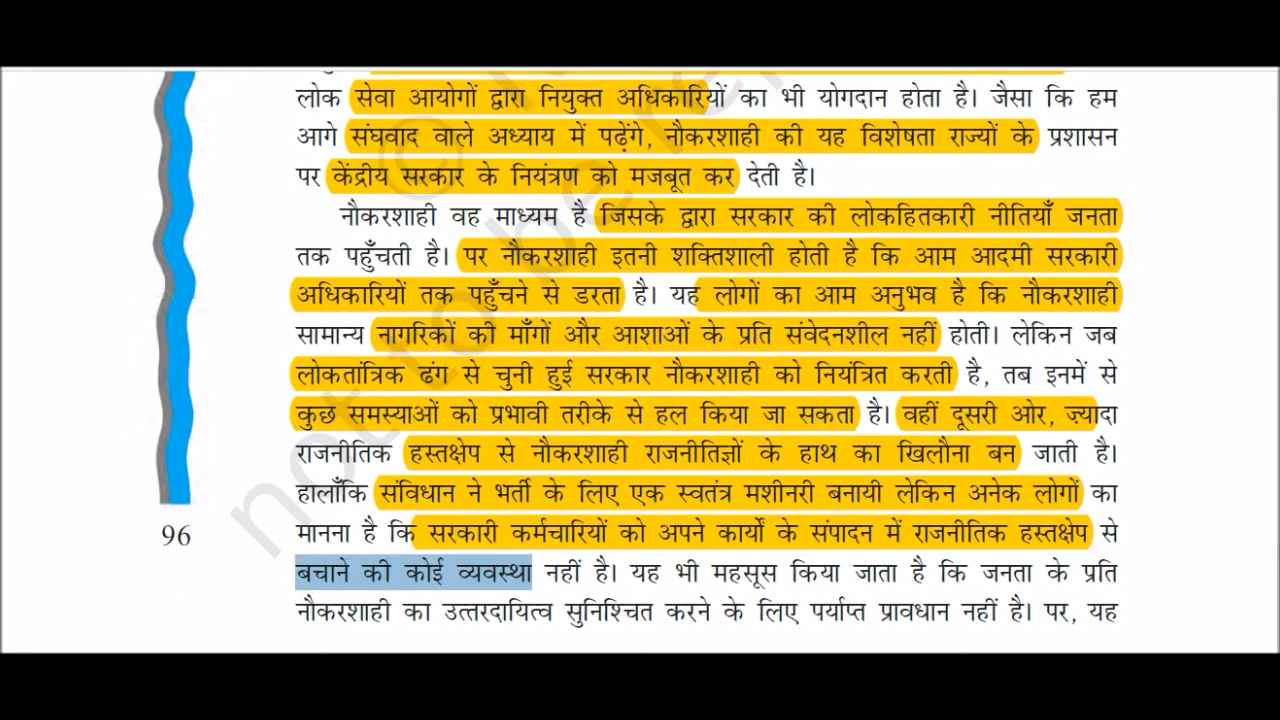 लोक सेवा आयोगों द्वारा नियुक्त अधिकारियों का भी योगदान होता है। जैसा कि हम
आगे संघवाद वाले अध्याय में पढ़ेंगे, नौकरशाही की यह विशेषता राज्यों के प्रशासन
पर केंद्रीय सरकार के नियंत्रण को मजबूत कर देती है।
नौकरशाही वह माध्यम है जिसके द्वारा सरकार की लोकहितकारी नीतियाँ जनता
तक पहुँचती है। पर नौकरशाही इतनी शक्तिशाली होती है कि आम आदमी सरकारी
अधिकारियों तक पहुँचने से डरता है। यह लोगों का आम अनुभव है कि नौकरशाही
सामान्य नागरिकों की माँगों और आशाओं के प्रति संवेदनशील नहीं होती। लेकिन जब
लोकतांत्रिक ढंग से चुनी हुई सरकार नौकरशाही को नियंत्रित करती है, तब इनमें से
कुछ समस्याओं को प्रभावी तरीके से हल किया जा सकता है। वहीं दूसरी ओर, ज़्यादा
राजनीतिक हस्तक्षेप से नौकरशाही राजनीतिज्ञों के हाथ का खिलौना बन जाती है।
हालाँकि संविधान ने भर्ती के लिए एक स्वतंत्र मशीनरी बनायी लेकिन अनेक लोगों का
96
मानना है कि सरकारी कर्मचारियों को अपने कार्यों के संपादन में राजनीतिक हस्तक्षेप से
बचाने की कोई व्यवस्था नहीं है। यह भी महसूस किया जाता है कि जनता के प्रति
नौकरशाही का उत्तरदायित्व सुनिश्चित करने के लिए पर्याप्त प्रावधान नहीं है। पर, यह
not to be re